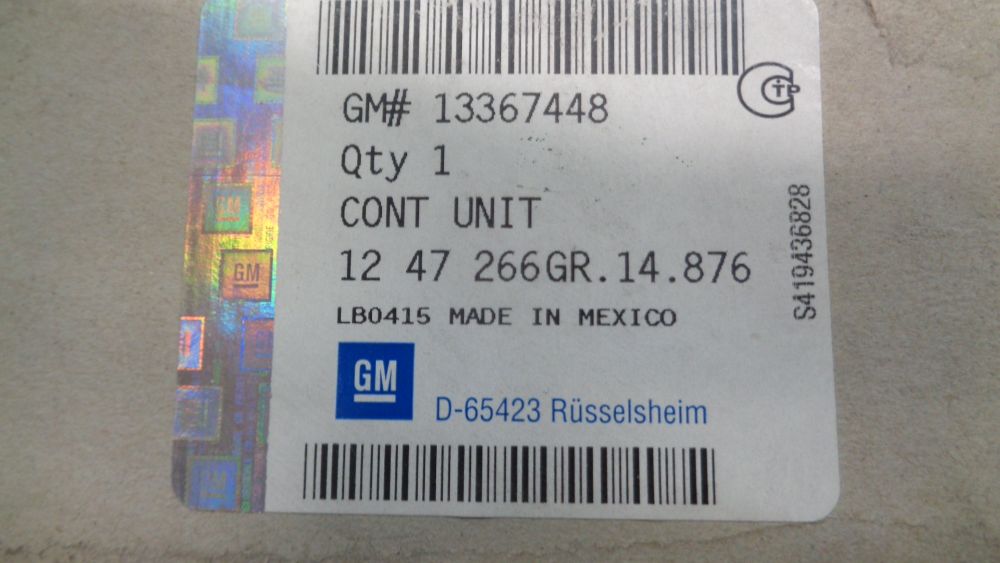 GM# 13367448
Qty 1
CONT UNIT
12 47 266GR.14.876
LB0415 MADE IN MEXICO
GM
D-65423 Rüsselsheim
S419436828
GM
GM
GM